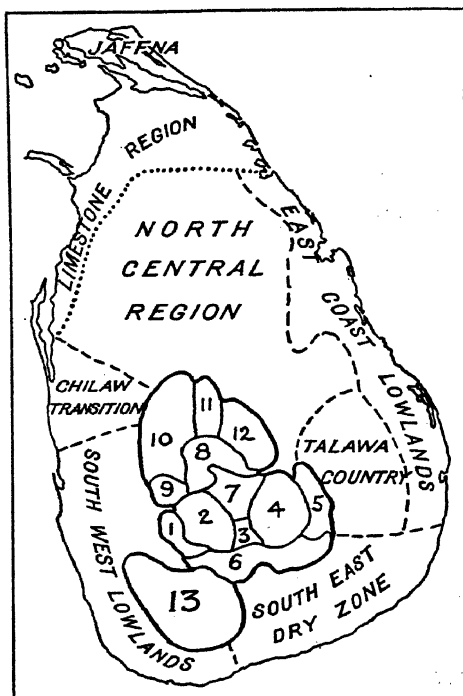 JAFFNA
LIMESTONE REGION
NORTH
CENTRAL
REGION
EAST COAST LOWLANDS
CHILAW
TRANSITION
11
10
12
8
TALAWA
COUNTRY
9
7
5
2
4
1
3
6
SOUTH WEST LOWLANDS
13
SOUTH EAST
DRY ZONE